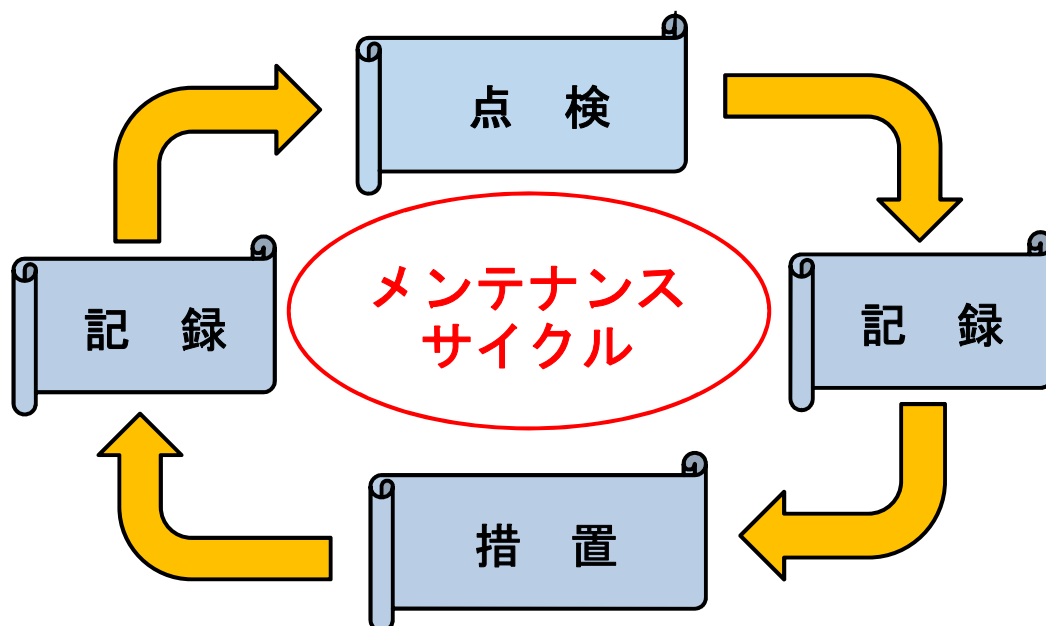 点　検
メンテナンス
サイクル
記　録
記　録
措　置